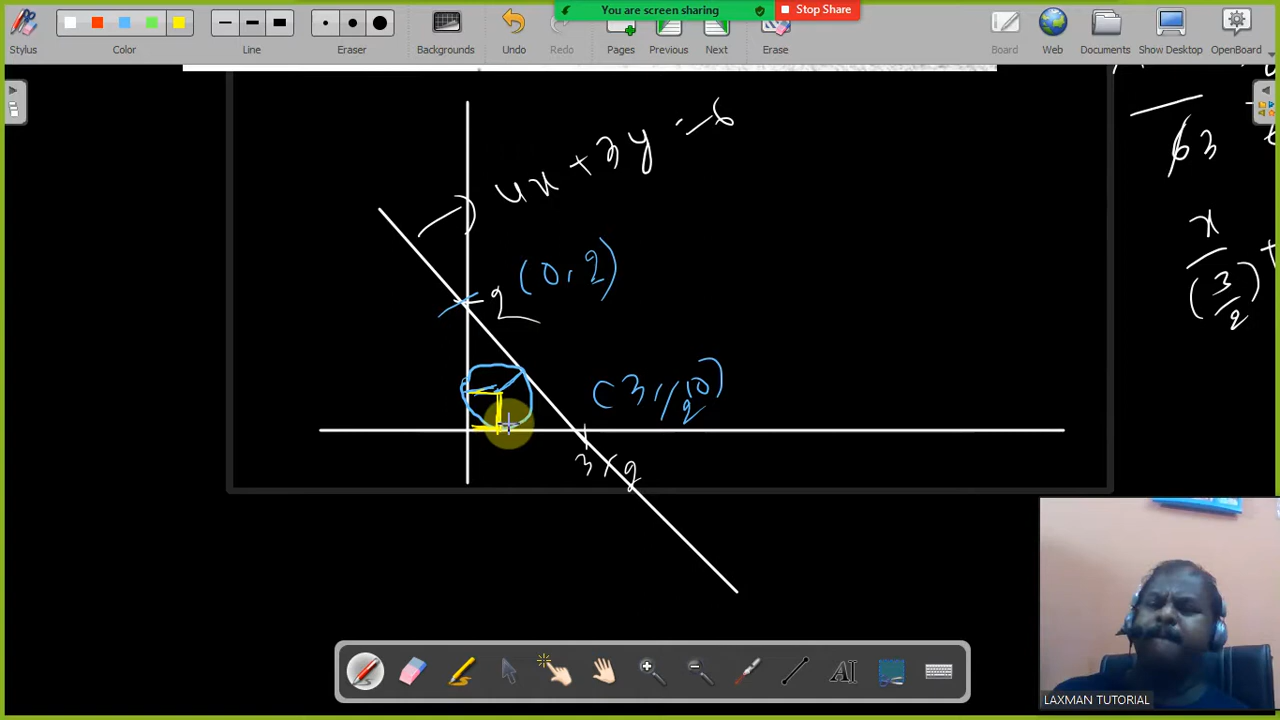 You are screen sharing
Stop Share
Stylus
Color
Line
Eraser
Backgrounds
Undo
Redo
Pages
Previous
Next
Erase
Board
Web
Documents
Show Desktop
OpenBoard
4x + 3y = 6
63
(0, 2)
2
x
(3/2)
+
3/2
LAXMAN TUTORIAL